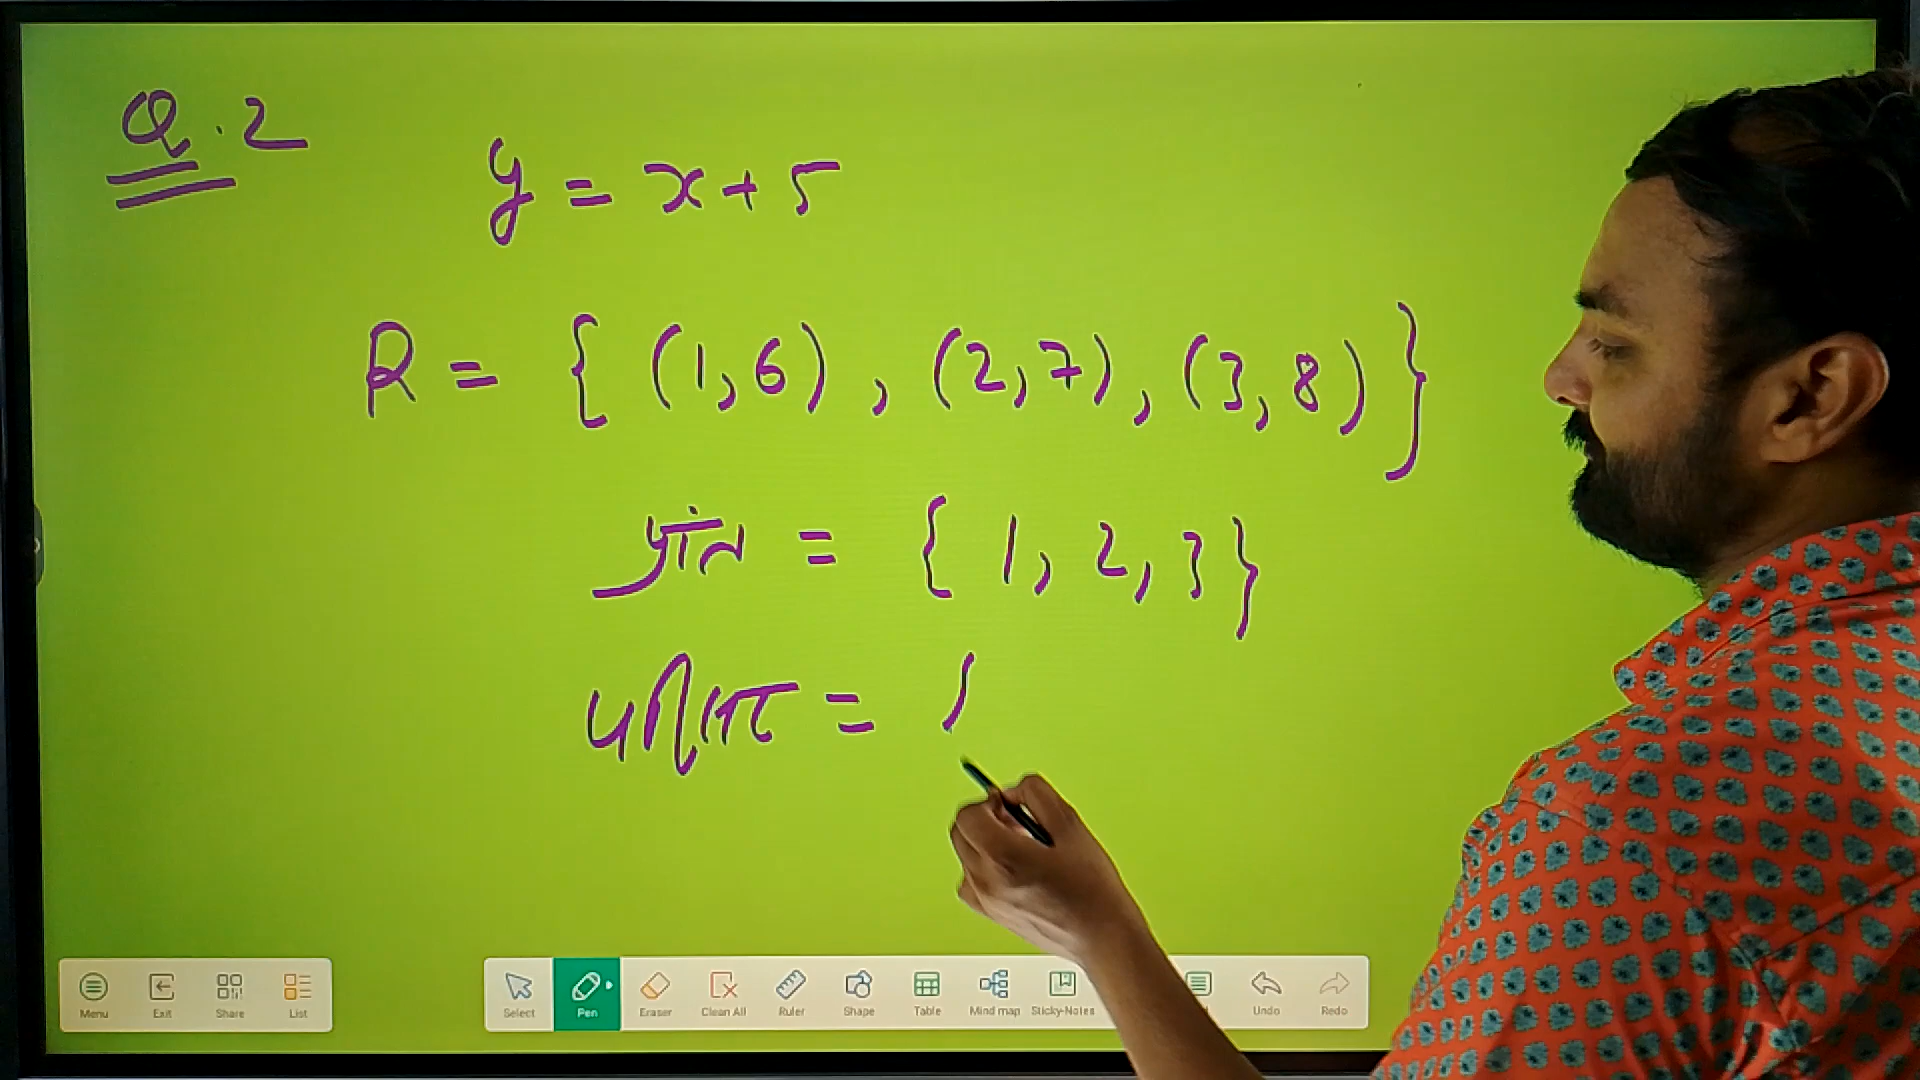 Q.2
y = x+5
R = { (1,6) , (2,7) , (3,8) }
प्रांत = { 1, 2, 3 }
परिसर =
Menu Exit Share List
Select Pen Eraser Clean All Ruler Shape Table Mind map Sticky-Notes Undo Redo